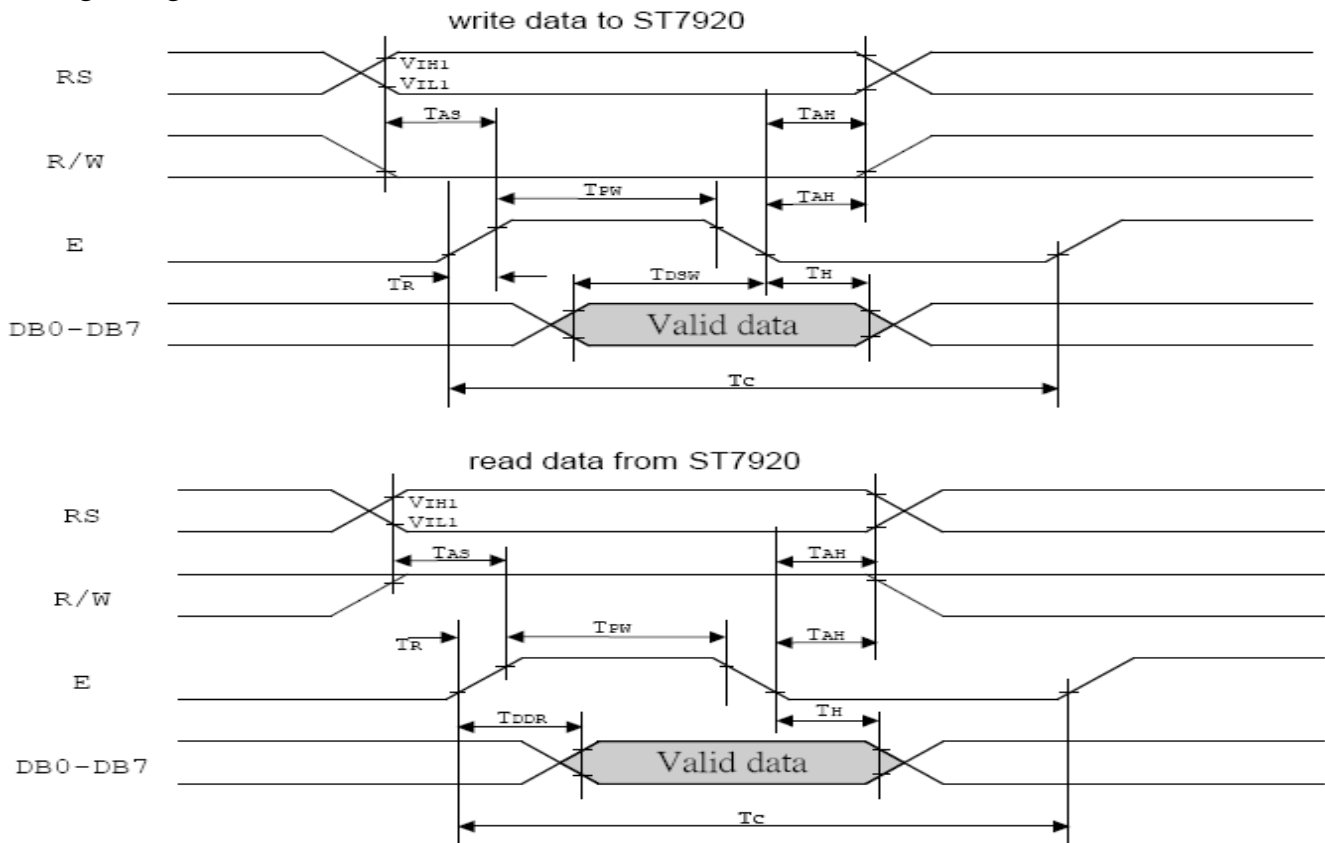 write data to ST7920
RS
VIH1
VIL1
TAS
TAH
R/W
TPW
TAH
E
TR
TDSW
TH
DB0-DB7
Valid data
TC
read data from ST7920
RS
VIH1
VIL1
TAS
TAH
R/W
TR
TPW
TAH
E
TDDR
TH
DB0-DB7
Valid data
TC